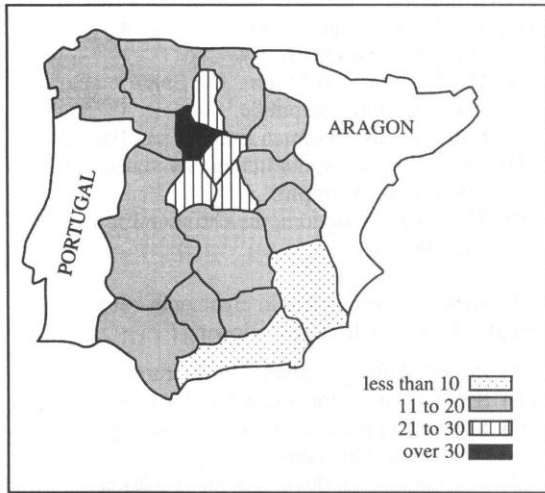 ARAGON
PORTUGAL
less than 10
11 to 20
21 to 30
over 30